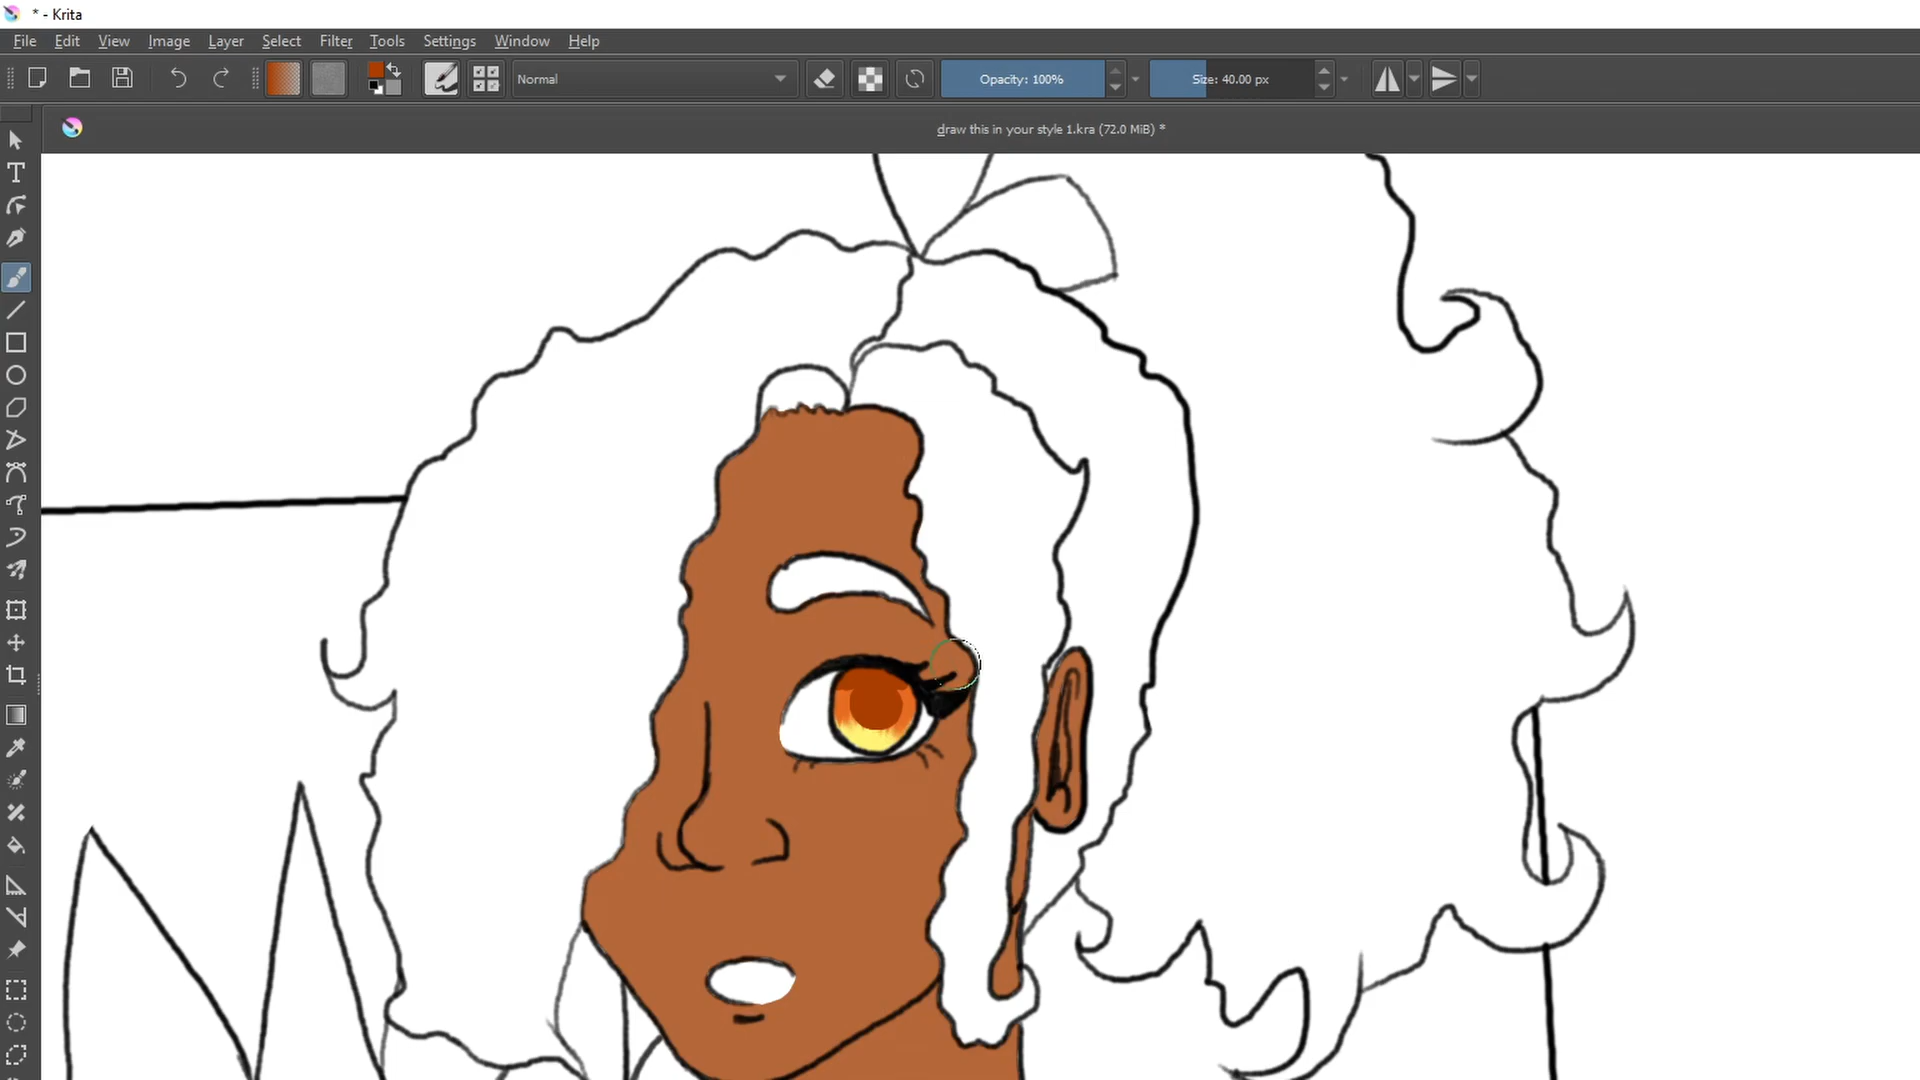 * - Krita
File Edit View Image Layer Select Filter Tools Settings Window Help
Normal Opacity: 100% Size: 40.00 px
draw this in your style 1.kra (72.0 MiB) *